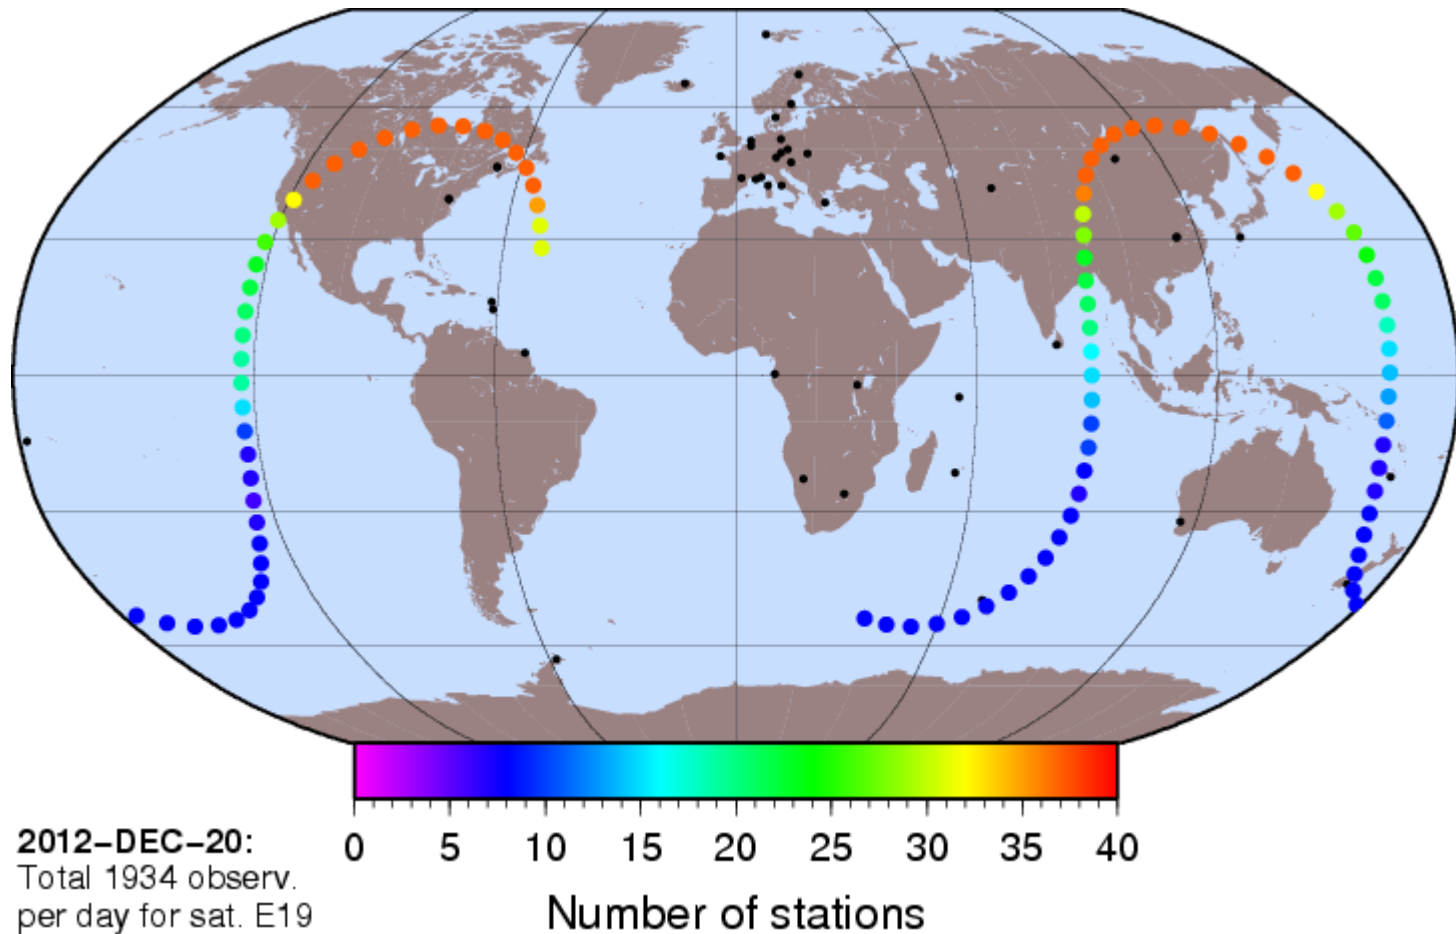 0 5 10 15 20 25 30 35 40
Number of stations
2012-DEC-20:
Total 1934 observ.
per day for sat. E19